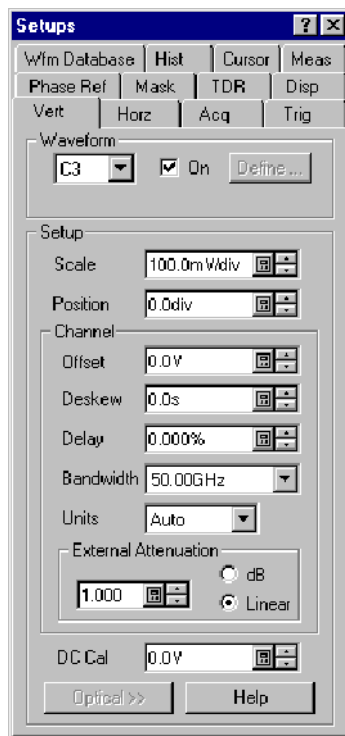 Setups
Wfm Database Hist Cursor Meas
Phase Ref Mask TDR Disp
Vert Horz Acq Trig
Waveform
C3 On Define...
Setup
Scale 100.0mV/div
Position 0.0div
Channel
Offset 0.0V
Deskew 0.0s
Delay 0.000%
Bandwidth 50.00GHz
Units Auto
External Attenuation
dB
1.000
Linear
DC Cal 0.0V
Optical >> Help